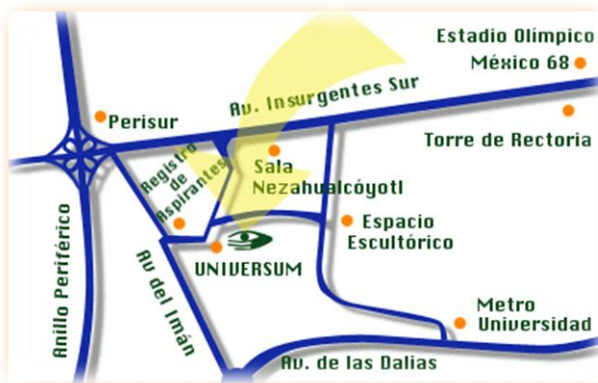 Estadio Olímpico
México 68
Av. Insurgentes Sur
Perisur
Torre de Rectoria
Registro
de
Aspirantes
Sala
Nezahualcóyotl
Espacio
Escultórico
UNIVERSUM
Anillo Periférico
Av del Imán
Metro
Universidad
Av. de las Dalias